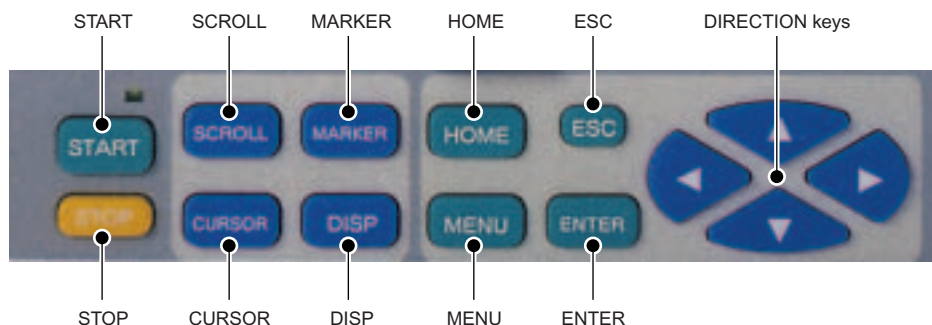 START SCROLL MARKER HOME ESC DIRECTION keys
START SCROLL MARKER HOME ESC
STOP CURSOR DISP MENU ENTER
STOP CURSOR DISP MENU ENTER